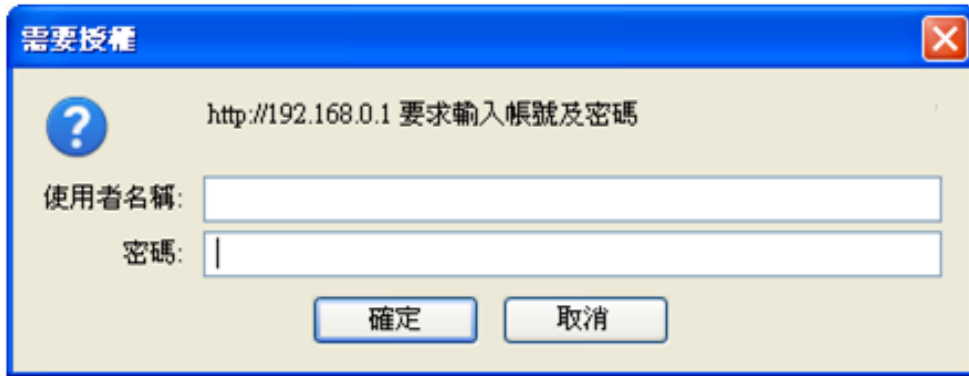 需要授權
http://192.168.0.1 要求輸入帳號及密碼
使用者名稱:
密碼:
確定 取消